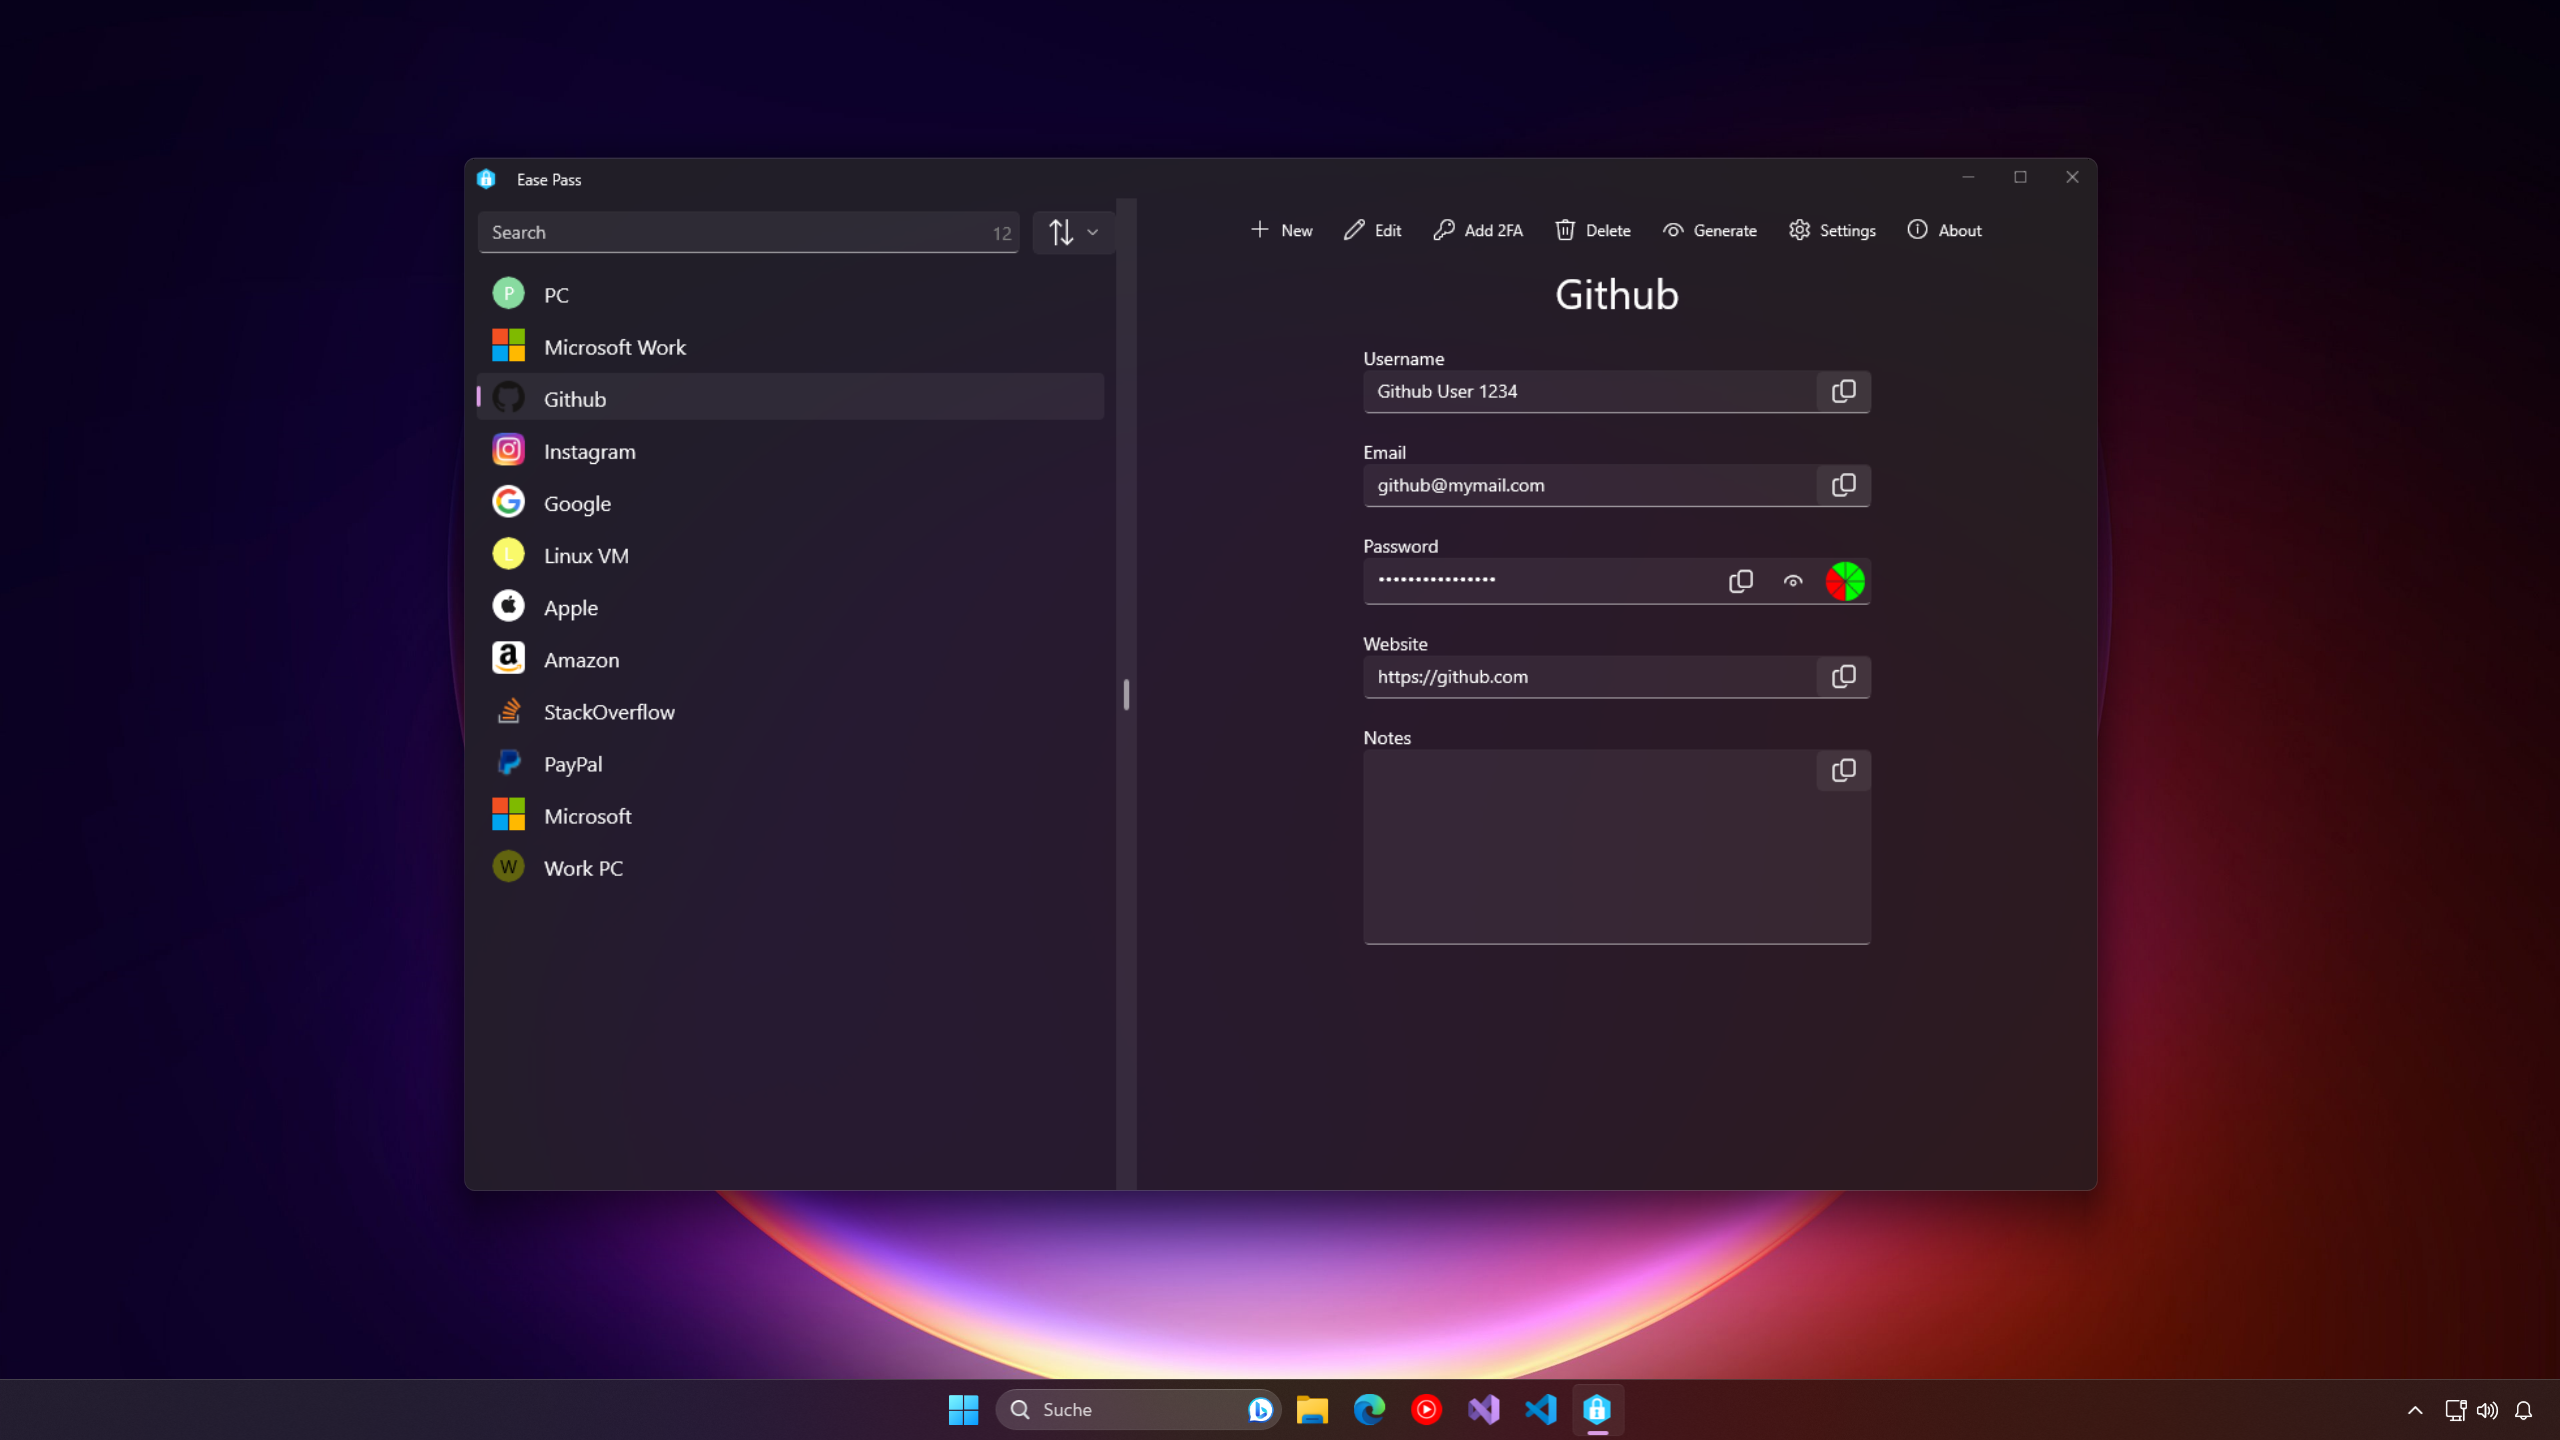 Ease Pass
Search 12
New Edit Add 2FA Delete Generate Settings About
P PC
Microsoft Work
Github
Instagram
Google
L Linux VM
Apple
Amazon
StackOverflow
PayPal
Microsoft
W Work PC
Github
Username
Github User 1234
Email
github@mymail.com
Password
••••••••••••••••
Website
https://github.com
Notes
Suche